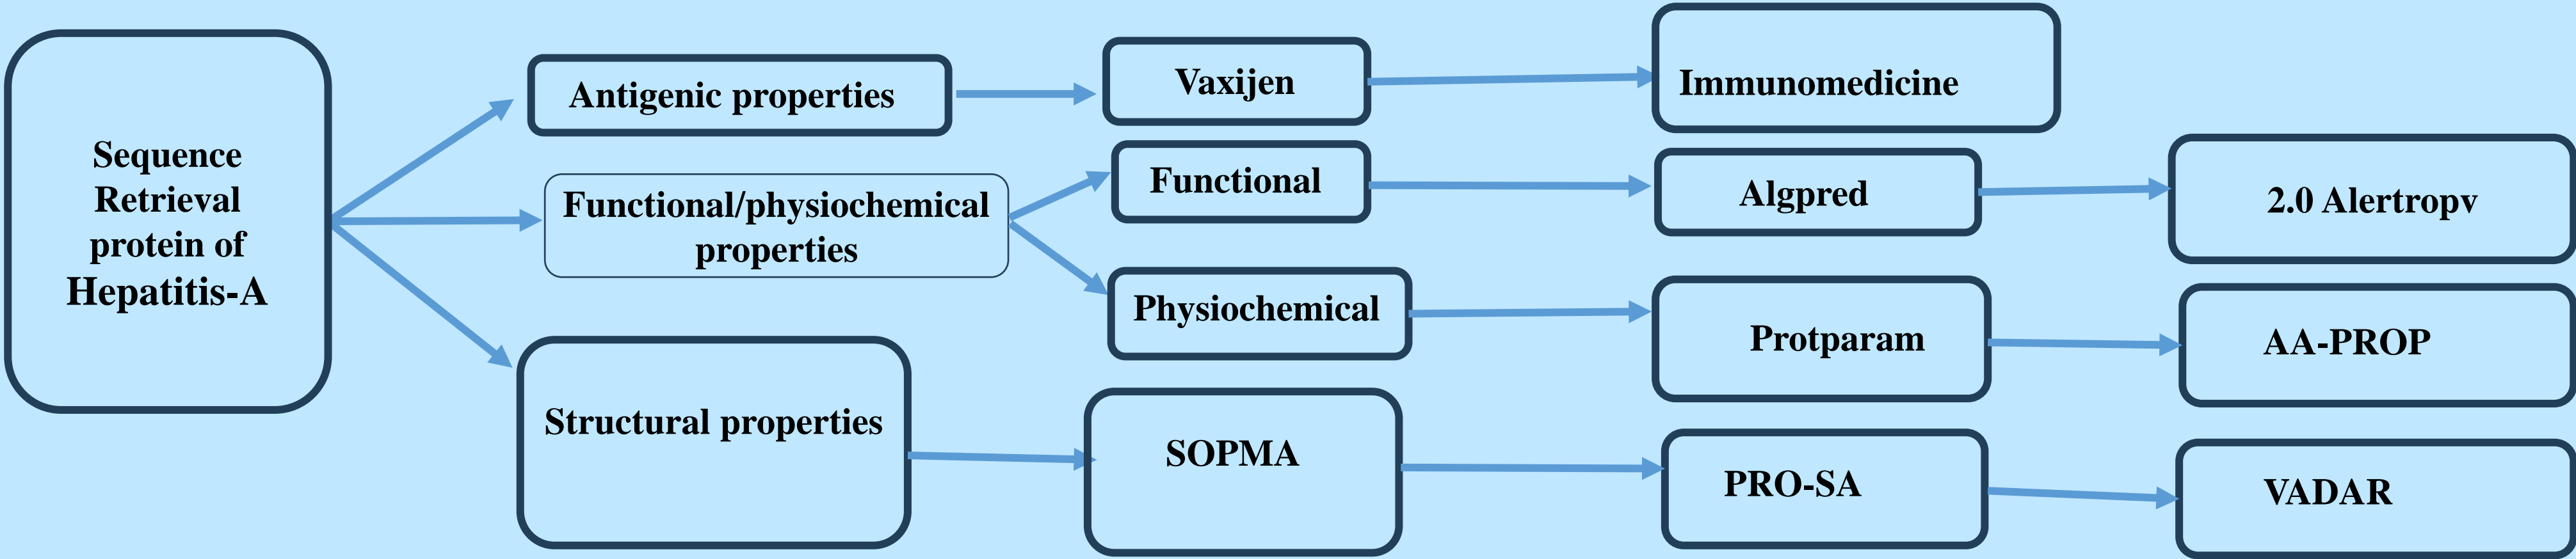 Sequence
Retrieval
protein of
Hepatitis-A
Antigenic properties
Vaxijen
Immunomedicine
Functional/physiochemical
properties
Functional
Algpred
2.0 Alertropv
Physiochemical
Protparam
AA-PROP
Structural properties
SOPMA
PRO-SA
VADAR